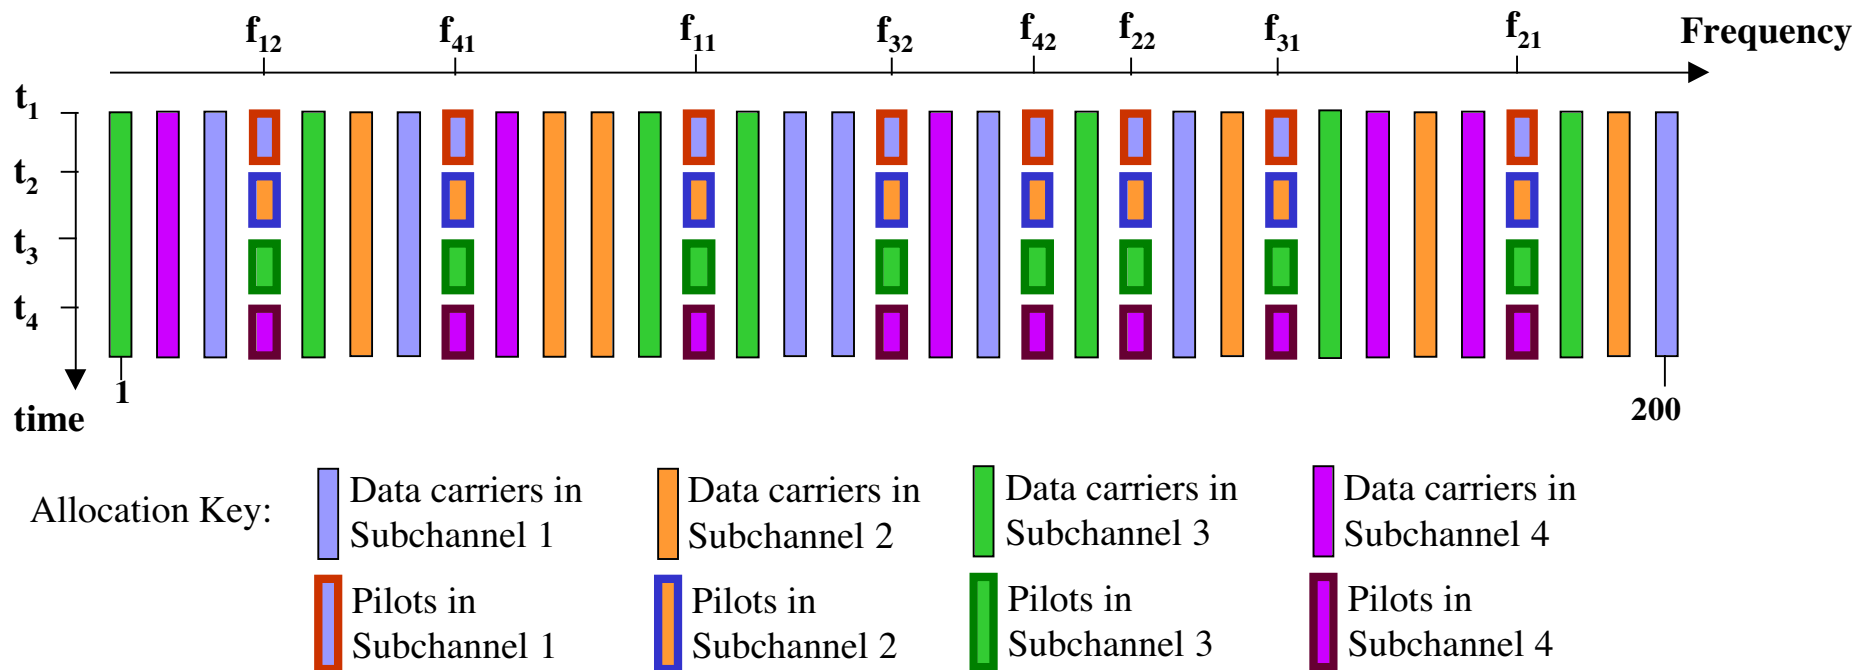 f12 f41 f11 f32 f42 f22 f31 f21 Frequency
t1
t2
t3
t4
1
200
time
Allocation Key:
Data carriers in
Subchannel 1
Data carriers in
Subchannel 2
Data carriers in
Subchannel 3
Data carriers in
Subchannel 4
Pilots in
Subchannel 1
Pilots in
Subchannel 2
Pilots in
Subchannel 3
Pilots in
Subchannel 4